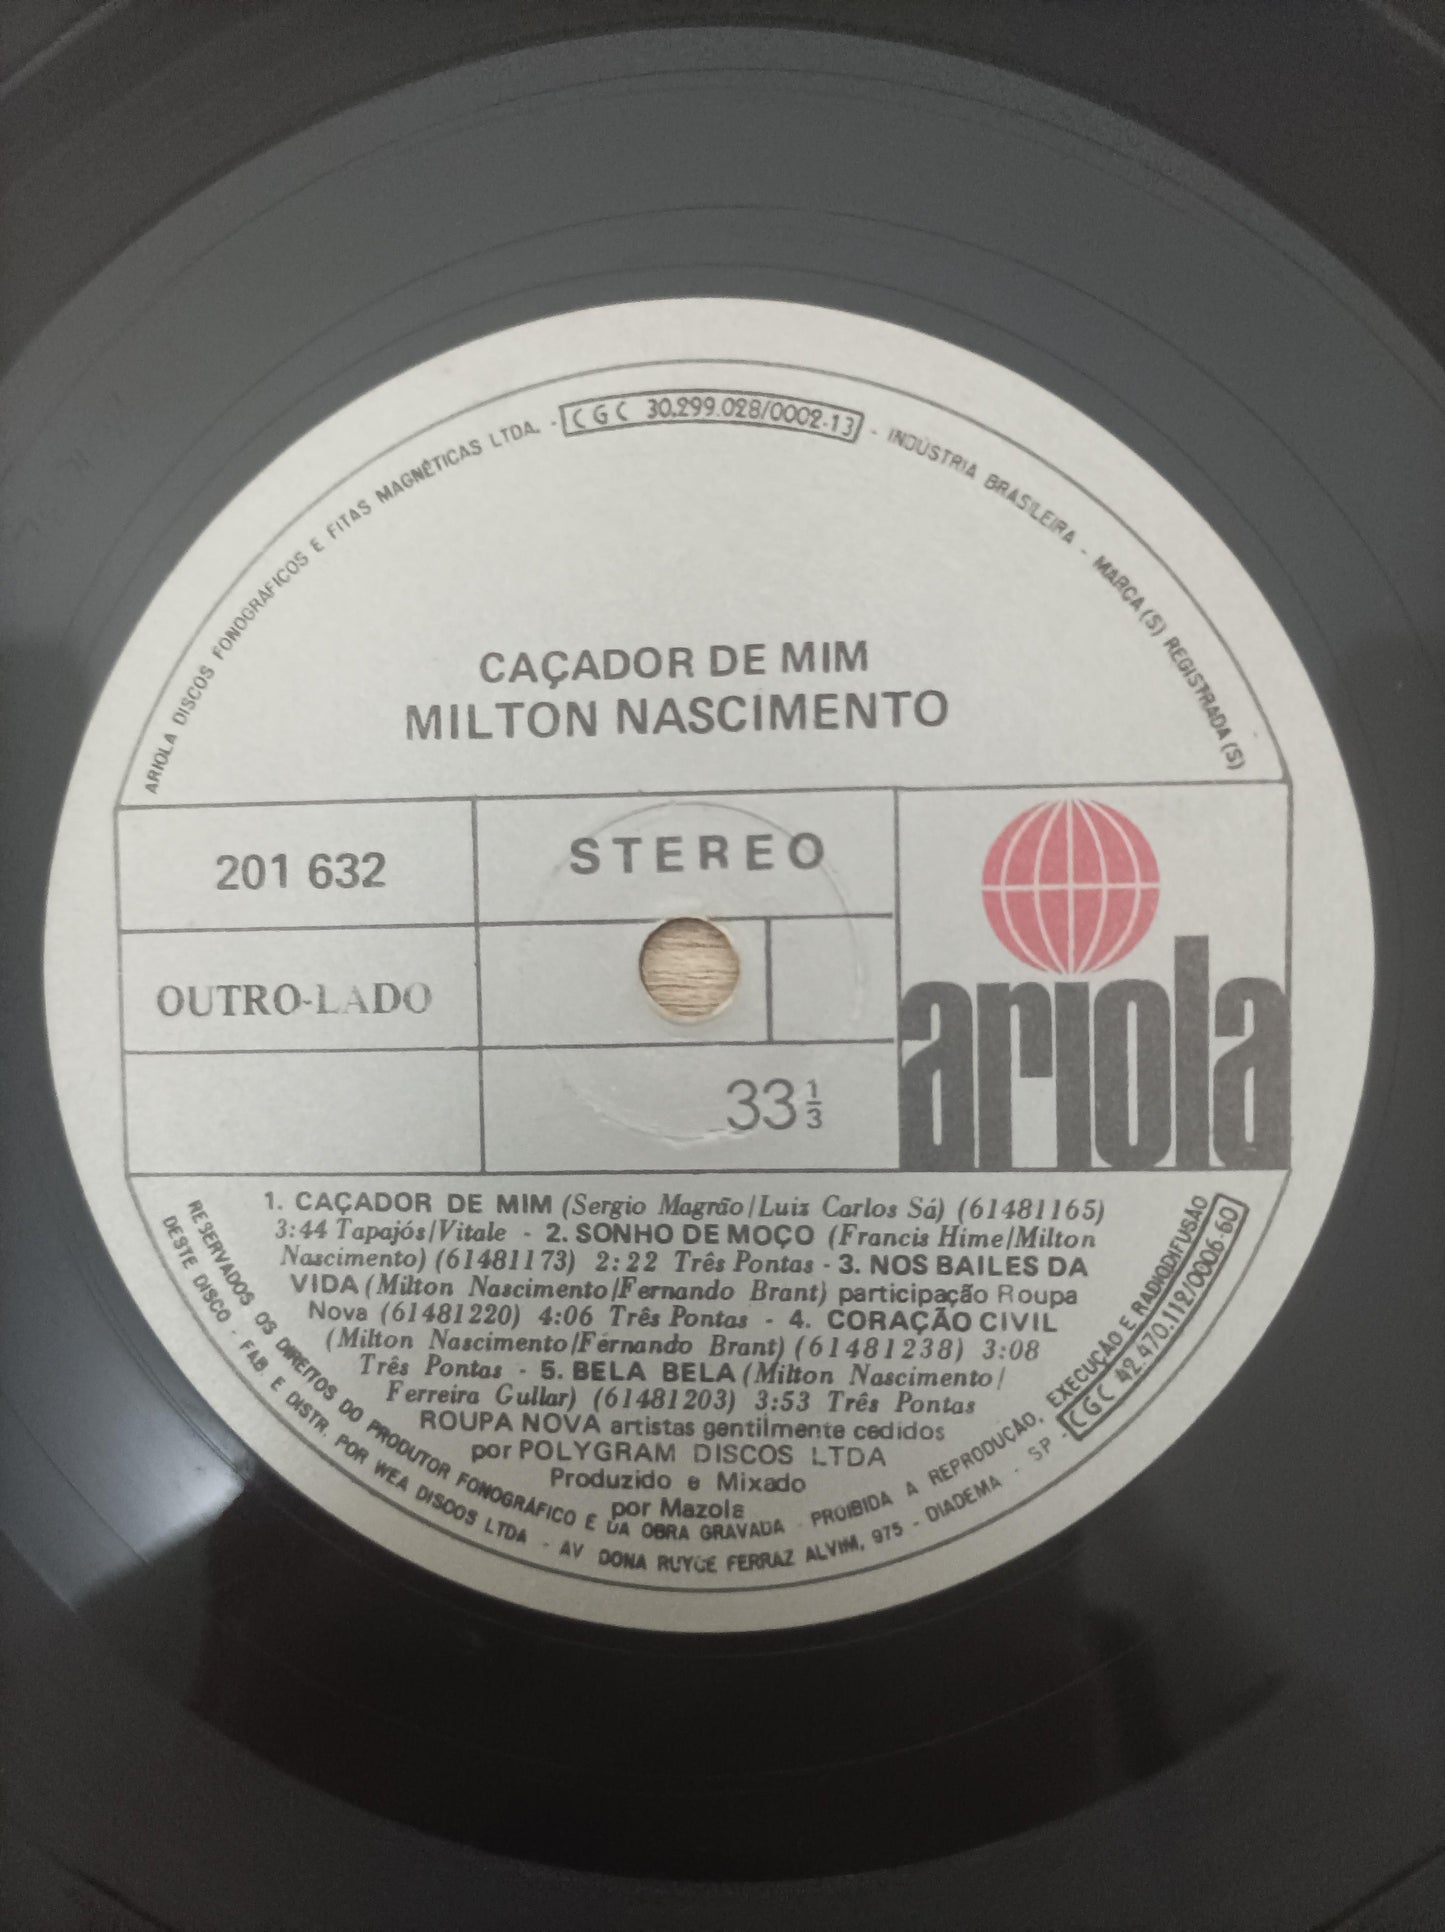 ARIOLA DISCOS FONOGRÁFICOS E FITAS MAGNÉTICAS LTDA. - CGC 30.299.028/0002-13 - INDÚSTRIA BRASILEIRA - MARCA(S) REGISTRADA(S)
CAÇADOR DE MIM
MILTON NASCIMENTO
201 632
STEREO
OUTRO-LADO
33 1/3
ariola
1. CAÇADOR DE MIM (Sergio Magrão/Luiz Carlos Sá) (61481165)
3:44 Tapajós/Vitale - 2. SONHO DE MOÇO (Francis Hime/Milton
Nascimento) (61481173) 2:22 Três Pontas - 3. NOS BAILES DA
VIDA (Milton Nascimento/Fernando Brant) participação Roupa
Nova (61481220) 4:06 Três Pontas - 4. CORAÇÃO CIVIL
(Milton Nascimento/Fernando Brant) (61481238) 3:08
Três Pontas - 5. BELA BELA (Milton Nascimento/
Ferreira Gullar) (61481203) 3:53 Três Pontas
ROUPA NOVA artistas gentilmente cedidos
por POLYGRAM DISCOS LTDA
Produzido e Mixado
por Mazola
RESERVADOS OS DIREITOS DO PRODUTOR FONOGRÁFICO E DA OBRA GRAVADA - PROIBIDA A REPRODUÇÃO, EXECUÇÃO E RADIODIFUSÃO
DESTE DISCO - FAB. E DISTR. POR WEA DISCOS LTDA - AV DONA RUYCE FERRAZ ALVIM, 975 - DIADEMA - SP - CGC 42.470.112/0006-60